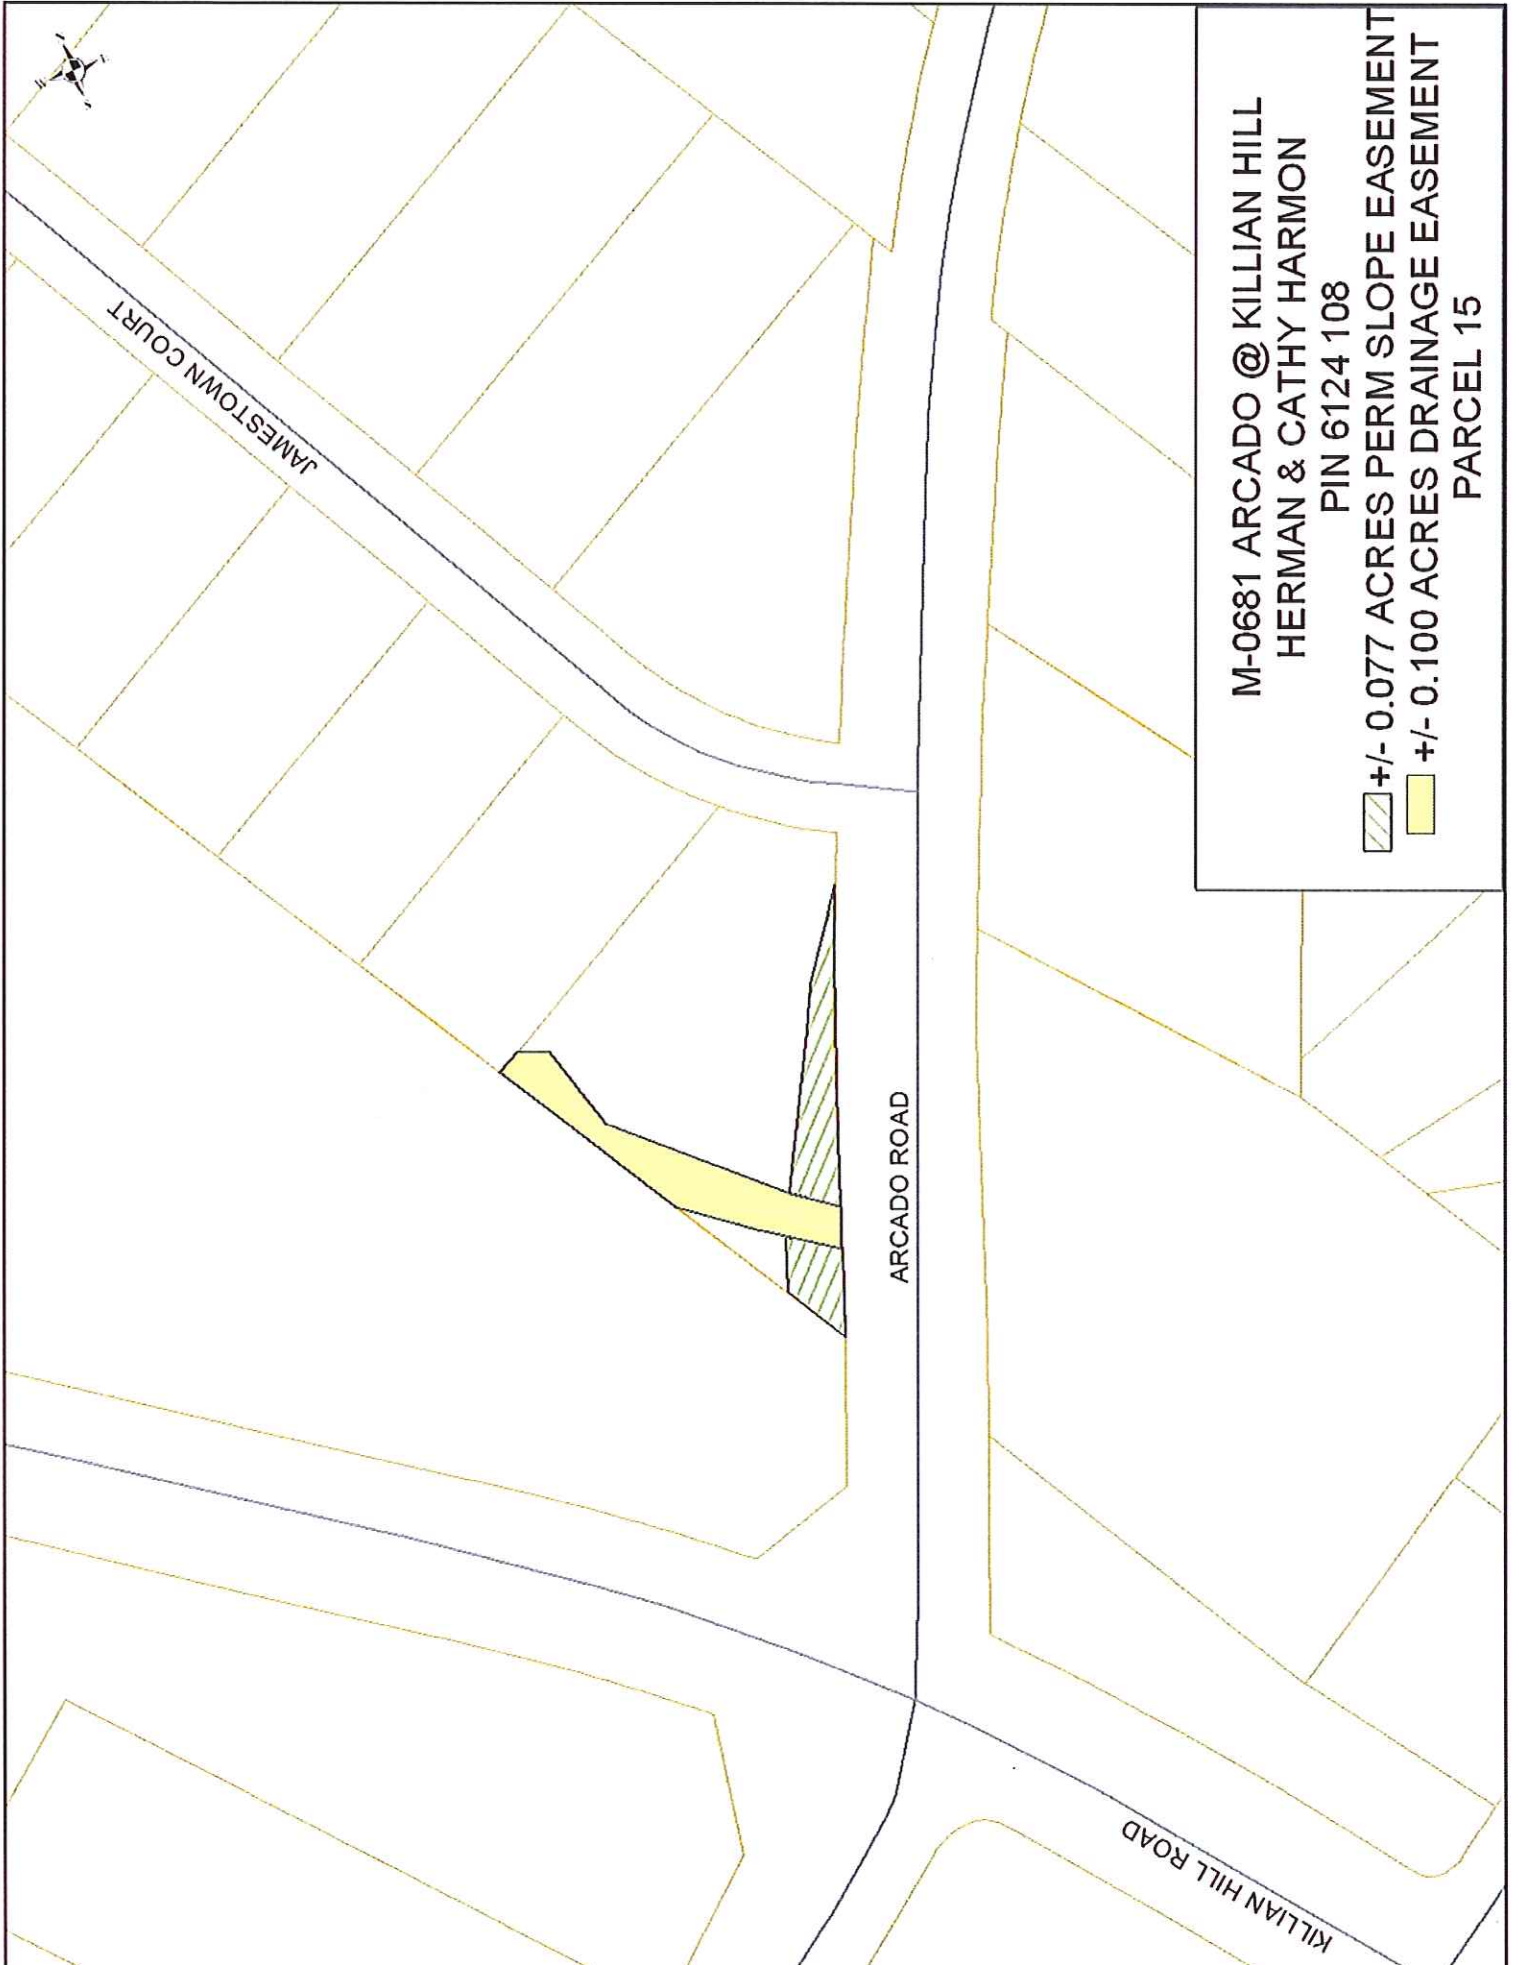 M-0681 ARCADO @ KILLIAN HILL
HERMAN & CATHY HARMON
PIN 6124 108
+/- 0.077 ACRES PERM SLOPE EASEMENT
+/- 0.100 ACRES DRAINAGE EASEMENT
PARCEL 15
JAMESTOWN COURT
ARCADO ROAD
KILLIAN HILL ROAD